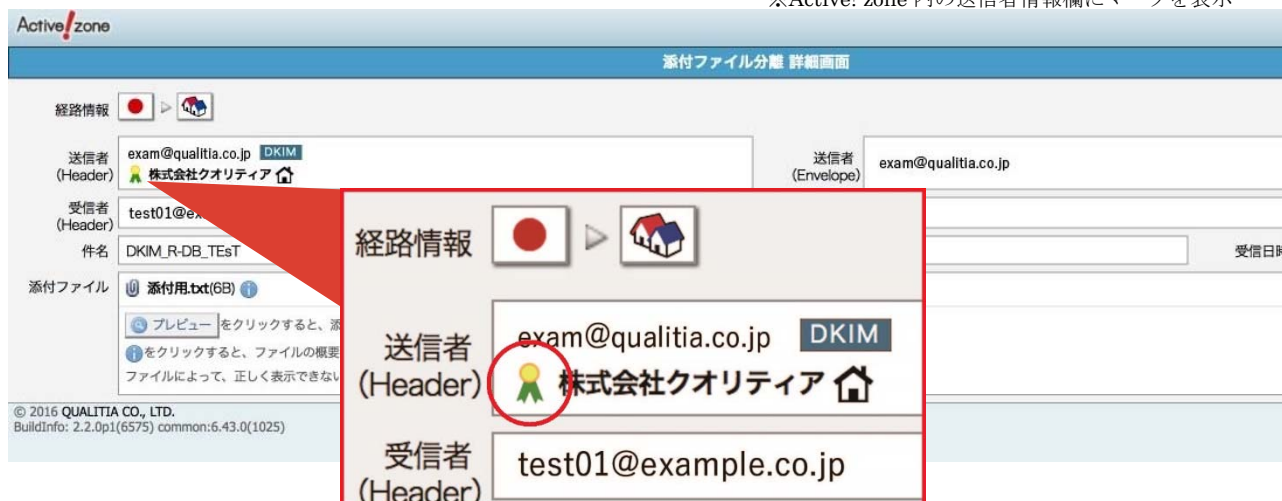 ※Active! zone内の送信者情報欄にマークを表示
Active! zone
添付ファイル分離 詳細画面
経路情報
送信者
(Header)
exam@qualitia.co.jp DKIM
株式会社クオリティア
送信者
(Envelope)
exam@qualitia.co.jp
受信者
(Header)
test01@ex
件名
DKIM_R-DB_TEsT
受信日時
添付ファイル
添付用.txt(6B)
プレビュー をクリックすると、添
をクリックすると、ファイルの概要
ファイルによって、正しく表示できな
© 2016 QUALITIA CO., LTD.
BuildInfo: 2.2.0p1(6575) common:6.43.0(1025)
経路情報
送信者
(Header)
exam@qualitia.co.jp DKIM
株式会社クオリティア
受信者
(Header)
test01@example.co.jp